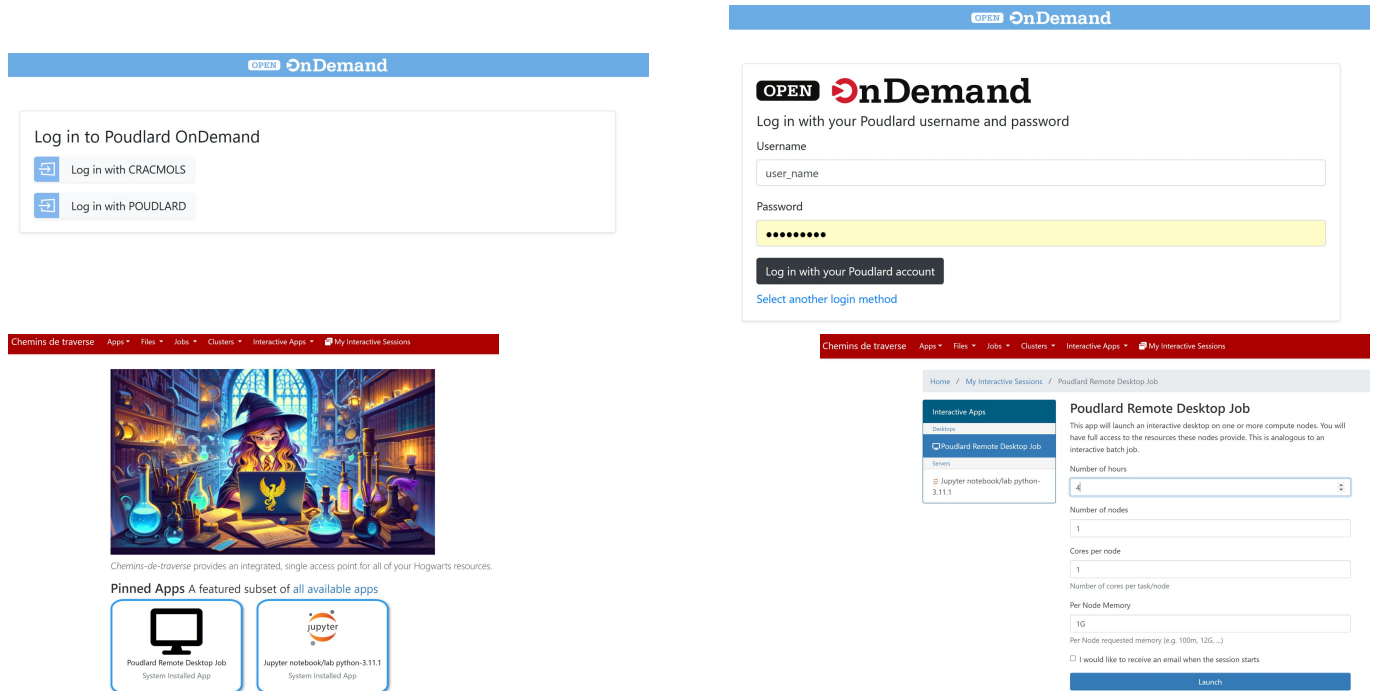 OPEN OnDemand
Log in to Poudlard OnDemand
Log in with CRACMOLS
Log in with POUDLARD
OPEN OnDemand
OPEN OnDemand
Log in with your Poudlard username and password
Username
user_name
Password
•••••••••
Log in with your Poudlard account
Select another login method
Chemins de traverse Apps Files Jobs Clusters Interactive Apps My Interactive Sessions
Chemins-de-traverse provides an integrated, single access point for all of your Hogwarts resources.
Pinned Apps A featured subset of all available apps
Poudlard Remote Desktop Job
System Installed App
jupyter
Jupyter notebook/lab python-3.11.1
System Installed App
Chemins de traverse Apps Files Jobs Clusters Interactive Apps My Interactive Sessions
Home / My Interactive Sessions / Poudlard Remote Desktop Job
Interactive Apps
Desktops
Poudlard Remote Desktop Job
Servers
Jupyter notebook/lab python-
3.11.1
Poudlard Remote Desktop Job
This app will launch an interactive desktop on one or more compute nodes. You will
have full access to the resources these nodes provide. This is analogous to an
interactive batch job.
Number of hours
4
Number of nodes
1
Cores per node
1
Number of cores per task/node
Per Node Memory
1G
Per Node requested memory (e.g. 100m, 12G, ...)
I would like to receive an email when the session starts
Launch